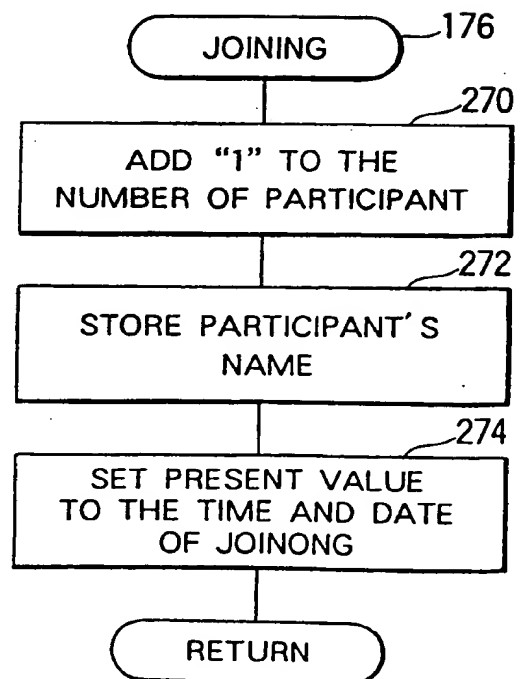 JOINING
176
270
ADD "1" TO THE
NUMBER OF PARTICIPANT
272
STORE PARTICIPANT'S
NAME
274
SET PRESENT VALUE
TO THE TIME AND DATE
OF JOINONG
RETURN